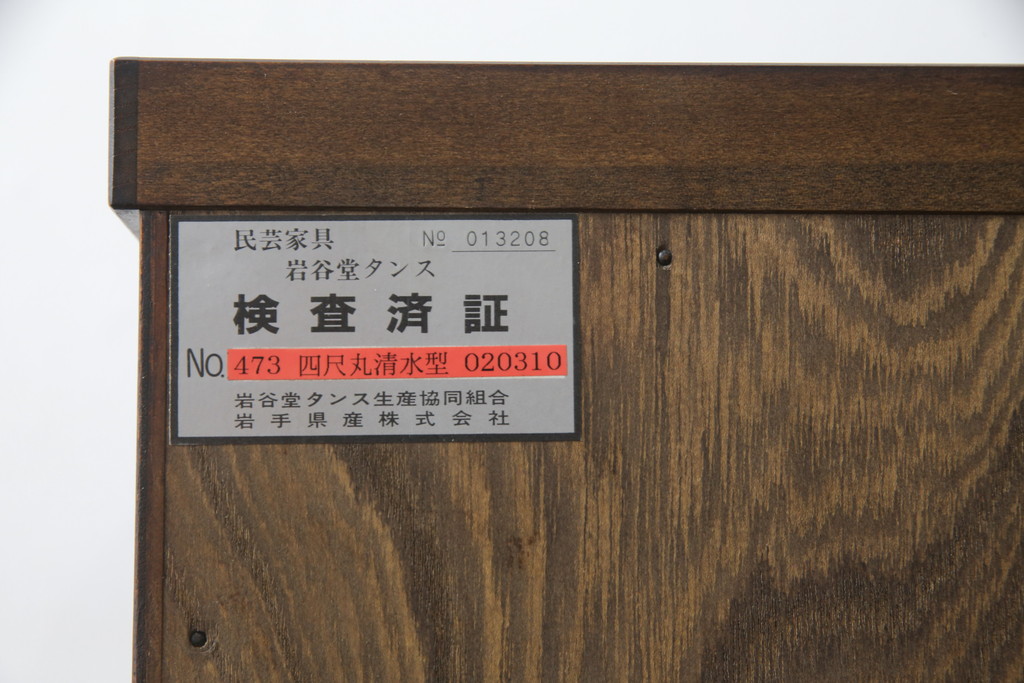 民芸家具 № 013208
岩谷堂タンス
検査済証
No. 473 四尺丸清水型 020310
岩谷堂タンス生産協同組合
岩手県産株式会社